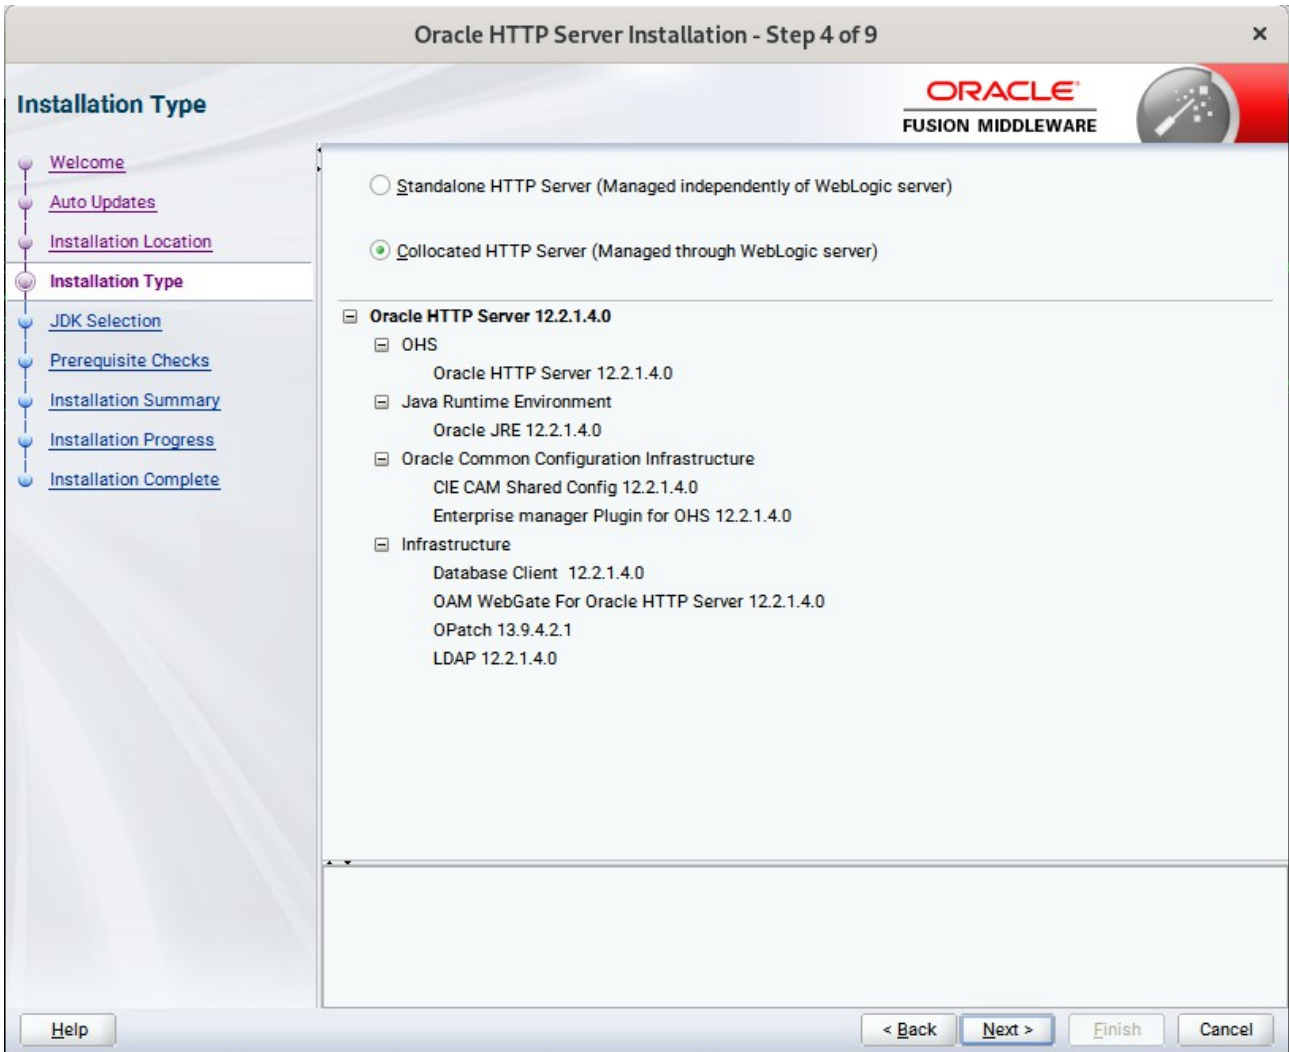 Oracle HTTP Server Installation - Step 4 of 9
Installation Type
ORACLE
FUSION MIDDLEWARE
Welcome
Auto Updates
Installation Location
Installation Type
JDK Selection
Prerequisite Checks
Installation Summary
Installation Progress
Installation Complete
Standalone HTTP Server (Managed independently of WebLogic server)
Collocated HTTP Server (Managed through WebLogic server)
Oracle HTTP Server 12.2.1.4.0
OHS
Oracle HTTP Server 12.2.1.4.0
Java Runtime Environment
Oracle JRE 12.2.1.4.0
Oracle Common Configuration Infrastructure
CIE CAM Shared Config 12.2.1.4.0
Enterprise manager Plugin for OHS 12.2.1.4.0
Infrastructure
Database Client  12.2.1.4.0
OAM WebGate For Oracle HTTP Server 12.2.1.4.0
OPatch 13.9.4.2.1
LDAP 12.2.1.4.0
Help
< Back
Next >
Finish
Cancel